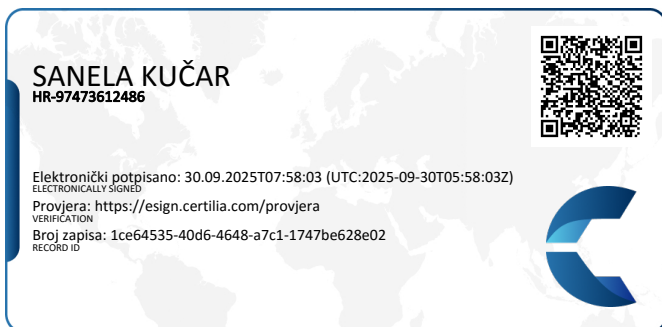 SANELA KUČAR
HR-97473612486
Elektronički potpisano: 30.09.2025T07:58:03 (UTC:2025-09-30T05:58:03Z)
ELECTRONICALLY SIGNED
Provjera: https://esign.certilia.com/provjera
VERIFICATION
Broj zapisa: 1ce64535-40d6-4648-a7c1-1747be628e02
RECORD ID